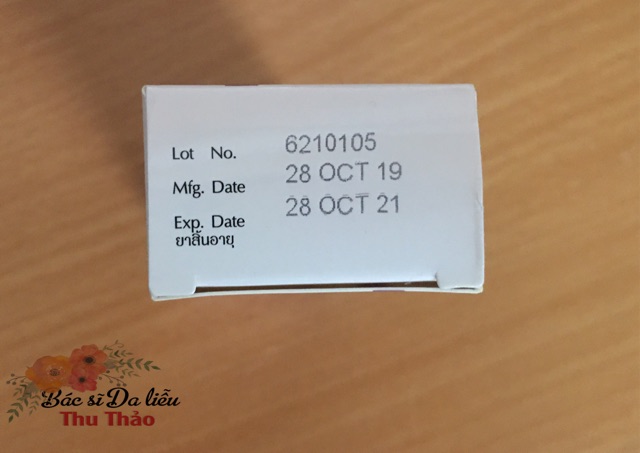 Lot No. 6210105
Mfg. Date 28 OCT 19
Exp. Date 28 OCT 21
ยาสิ้นอายุ
Bác sĩ Da liễu
Thu Thảo